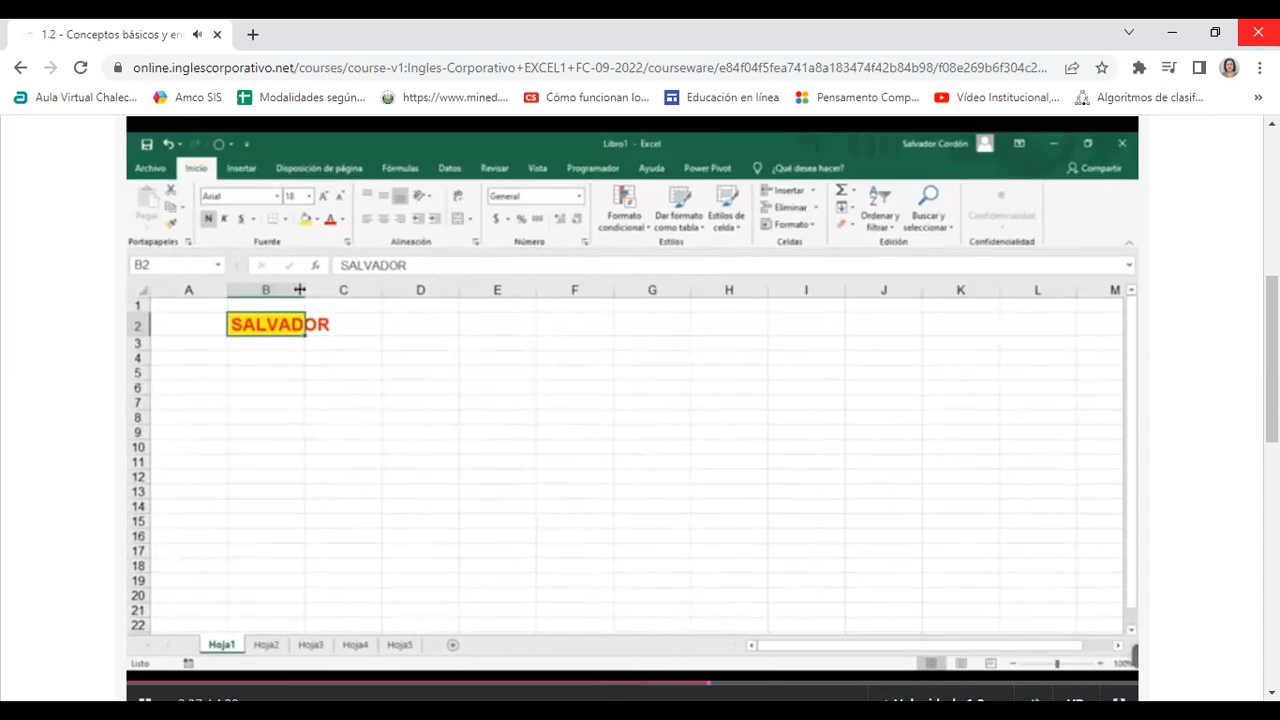 1.2 - Conceptos básicos y en
online.inglescorporativo.net/courses/course-v1:Ingles-Corporativo+EXCEL1+FC-09-2022/courseware/e84f04f5fea741a8a183474f42b84b98/f08e269b6f304c2...
Aula Virtual Chalec... Amco SIS Modalidades según... https://www.mined.... CS Cómo funcionan lo... Educación en línea Pensamento Comp... Vídeo Institucional,... Algoritmos de clasif... »
Libro1 - Excel Salvador Cordón
Archivo Inicio Insertar Disposición de página Fórmulas Datos Revisar Vista Programador Ayuda Power Pivot ¿Qué desea hacer? Compartir
Pegar Arial 18 General Formato condicional Dar formato como tabla Estilos de celda Insertar Eliminar Formato Ordenar y filtrar Buscar y seleccionar Confidencialidad
N K S $ % 000
Portapapeles Fuente Alineación Número Estilos Celdas Edición Confidencialidad
B2 fx SALVADOR
A B C D E F G H I J K L M
1
2 SALVADOR
3
4
5
6
7
8
9
10
11
12
13
14
15
16
17
18
19
20
21
22
Hoja1 Hoja2 Hoja3 Hoja4 Hoja5
Listo 100%